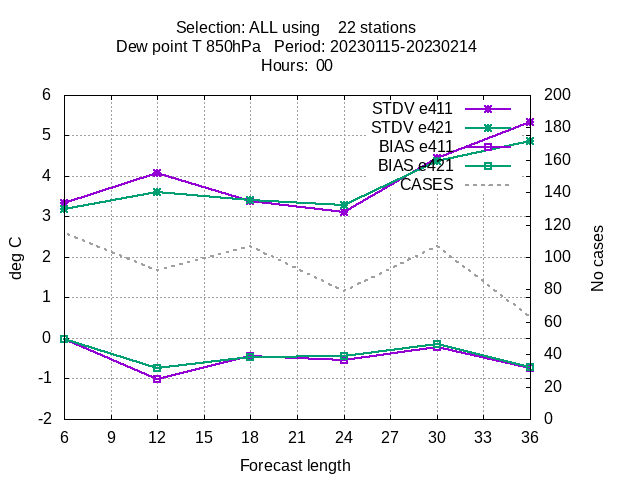 Selection: ALL using    22 stations
Dew point T 850hPa   Period: 20230115-20230214
Hours:  00
STDV e411
STDV e421
BIAS e411
BIAS e421
CASES
6
5
4
3
2
1
0
-1
-2
200
180
160
140
120
100
80
60
40
20
0
deg C
No cases
6 9 12 15 18 21 24 27 30 33 36
Forecast length